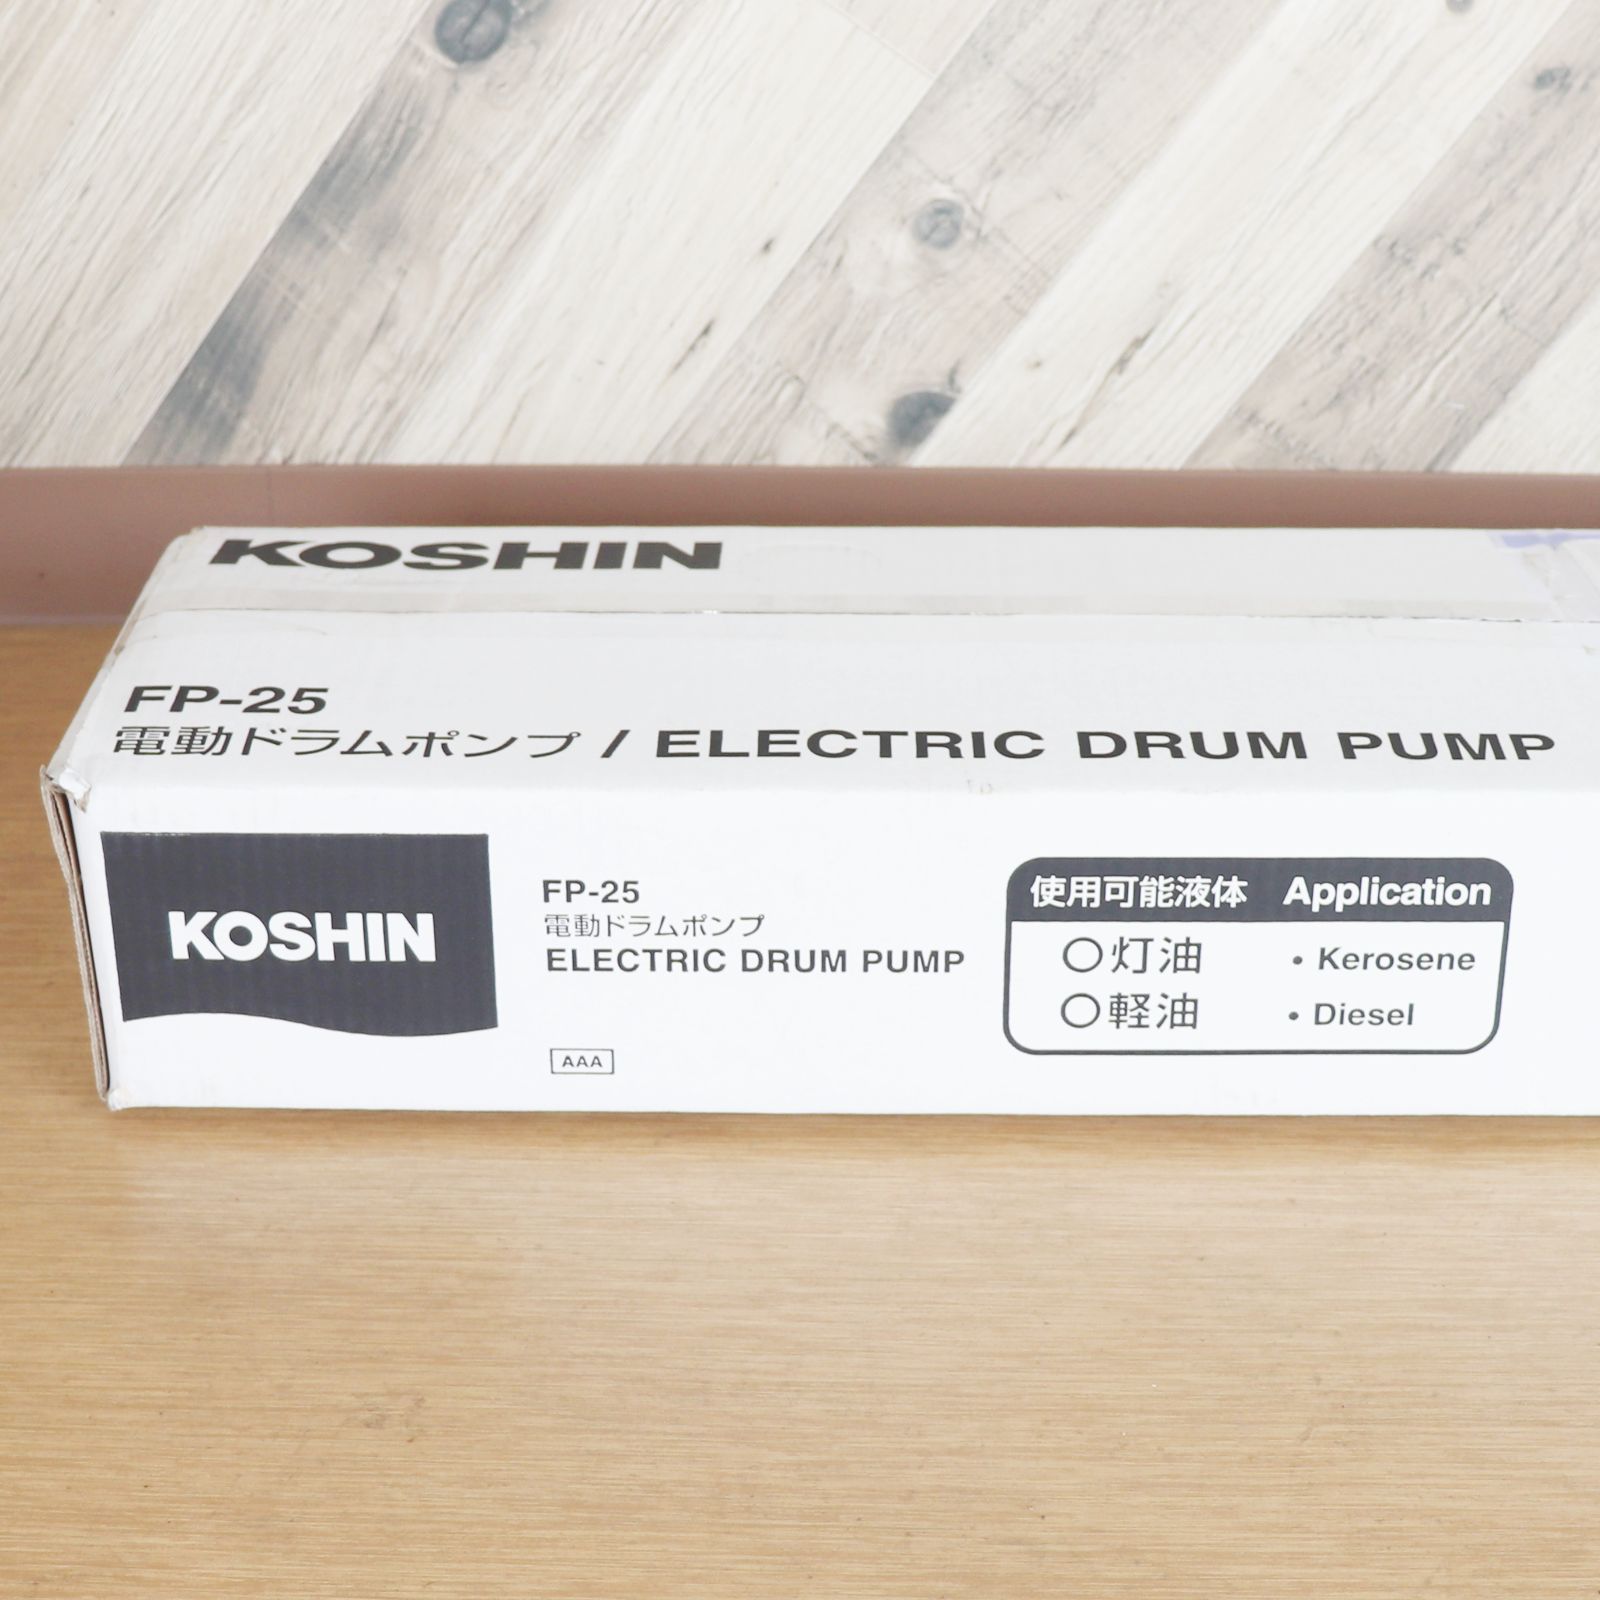 KOSHIN
FP-25
電動ドラムポンプ / ELECTRIC DRUM PUMP
KOSHIN
FP-25
電動ドラムポンプ
ELECTRIC DRUM PUMP
AAA
使用可能液体 Application
○灯油 ・Kerosene
○軽油 ・Diesel